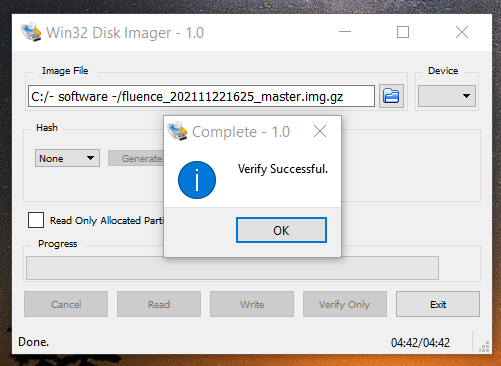 Win32 Disk Imager - 1.0
Image File
Device
C:/- software -/fluence_202111221625_master.img.gz
Hash
None
Generate
Complete - 1.0
Verify Successful.
OK
Read Only Allocated Parti
Progress
Cancel
Read
Write
Verify Only
Exit
Done.
04:42/04:42